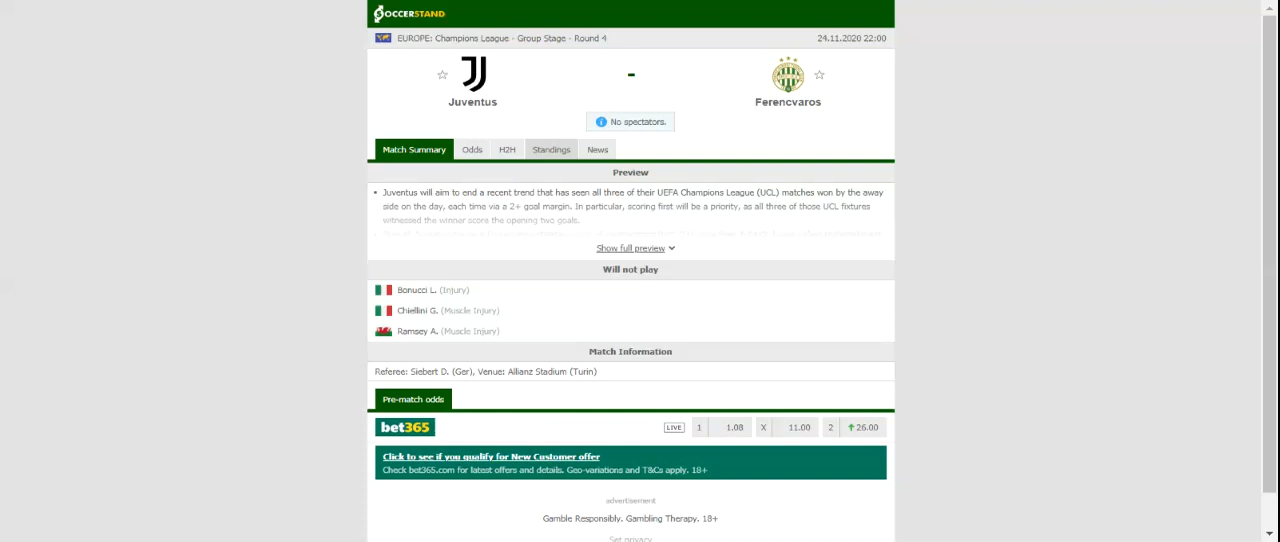 SOCCERSTAND
EUROPE: Champions League - Group Stage - Round 4
24.11.2020 22:00
-
Juventus
Ferencvaros
No spectators.
Match Summary
Odds
H2H
Standings
News
Preview
• Juventus will aim to end a recent trend that has seen all three of their UEFA Champions League (UCL) matches won by the away
side on the day, each time via a 2+ goal margin. In particular, scoring first will be a priority, as all three of those UCL fixtures
witnessed the winner score the opening two goals.
Show full preview
Will not play
Bonucci L. (Injury)
Chiellini G. (Muscle Injury)
Ramsey A. (Muscle Injury)
Match Information
Referee: Siebert D. (Ger), Venue: Allianz Stadium (Turin)
Pre-match odds
bet365
LIVE
1 1.08
X 11.00
2 26.00
Click to see if you qualify for New Customer offer
Check bet365.com for latest offers and details. Geo-variations and T&Cs apply. 18+
advertisement
Gamble Responsibly. Gambling Therapy. 18+
Set privacy